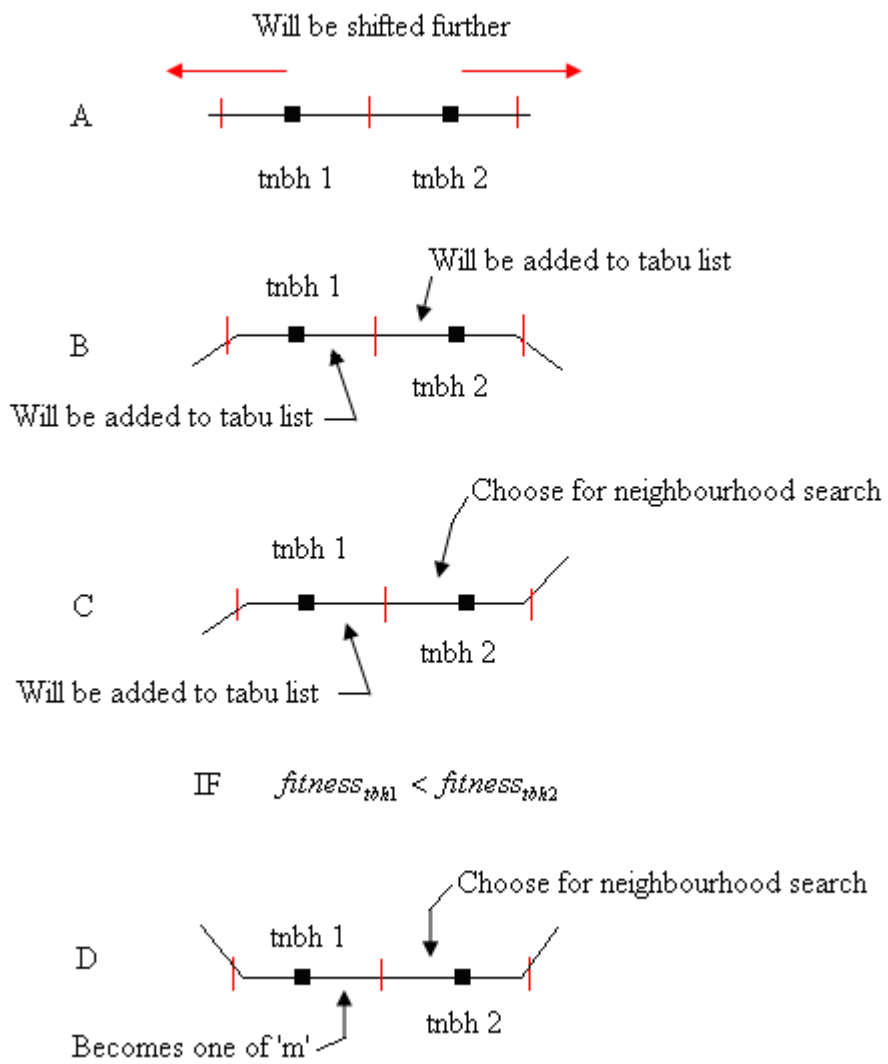 Will be shifted further
A
tnbh 1 tnbh 2
Will be added to tabu list
tnbh 1
B
tnbh 2
Will be added to tabu list
Choose for neighbourhood search
tnbh 1
C
tnbh 2
Will be added to tabu list
IF fitness_tbh1 < fitness_tbh2
Choose for neighbourhood search
tnbh 1
D
tnbh 2
Becomes one of 'm'